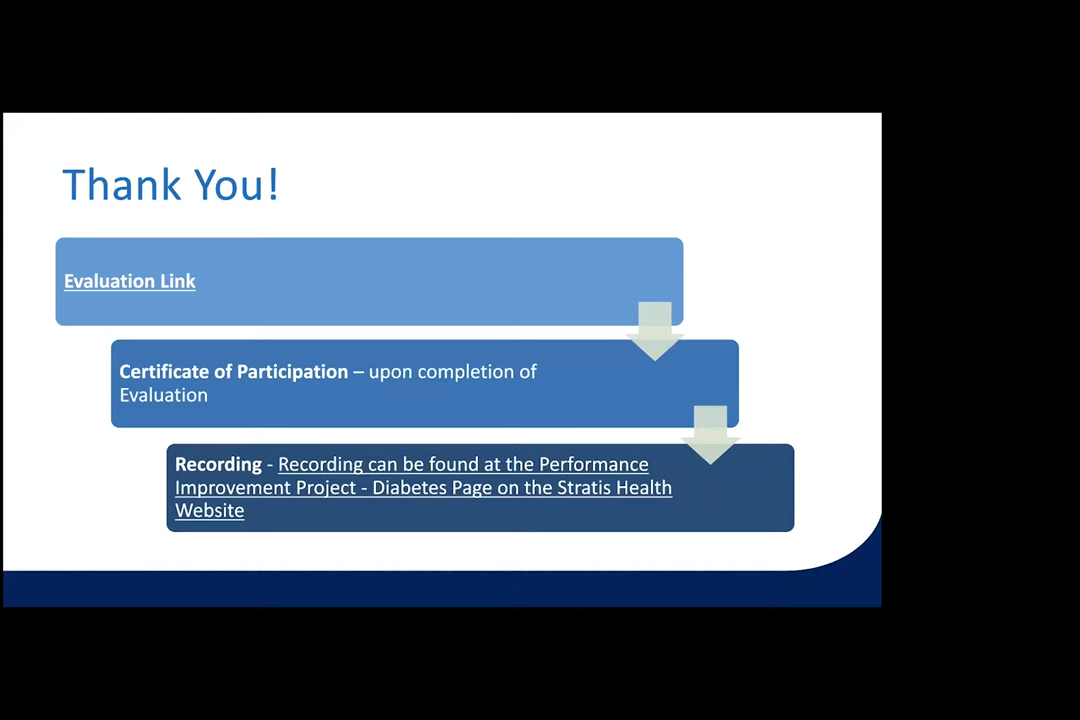 Thank You!
Evaluation Link
Certificate of Participation – upon completion of
Evaluation
Recording - Recording can be found at the Performance
Improvement Project - Diabetes Page on the Stratis Health
Website